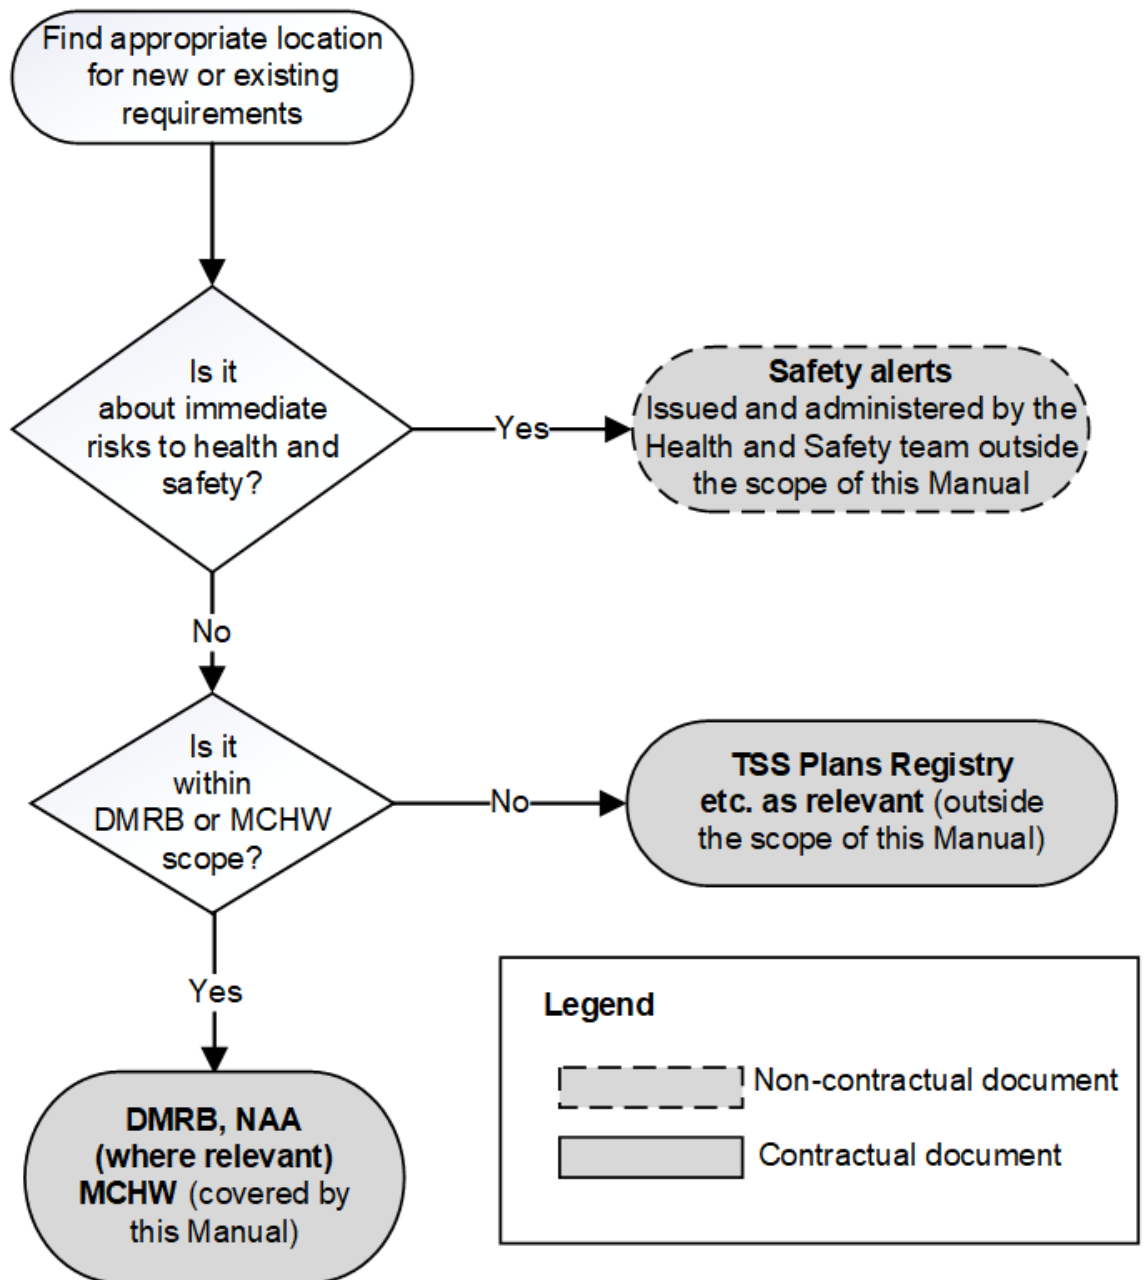 Find appropriate location
for new or existing
requirements
Is it
about immediate
risks to health and
safety?
Yes
Safety alerts
Issued and administered by the
Health and Safety team outside
the scope of this Manual
No
Is it
within
DMRB or MCHW
scope?
No
TSS Plans Registry
etc. as relevant (outside
the scope of this Manual)
Yes
DMRB, NAA
(where relevant)
MCHW (covered by
this Manual)
Legend
Non-contractual document
Contractual document